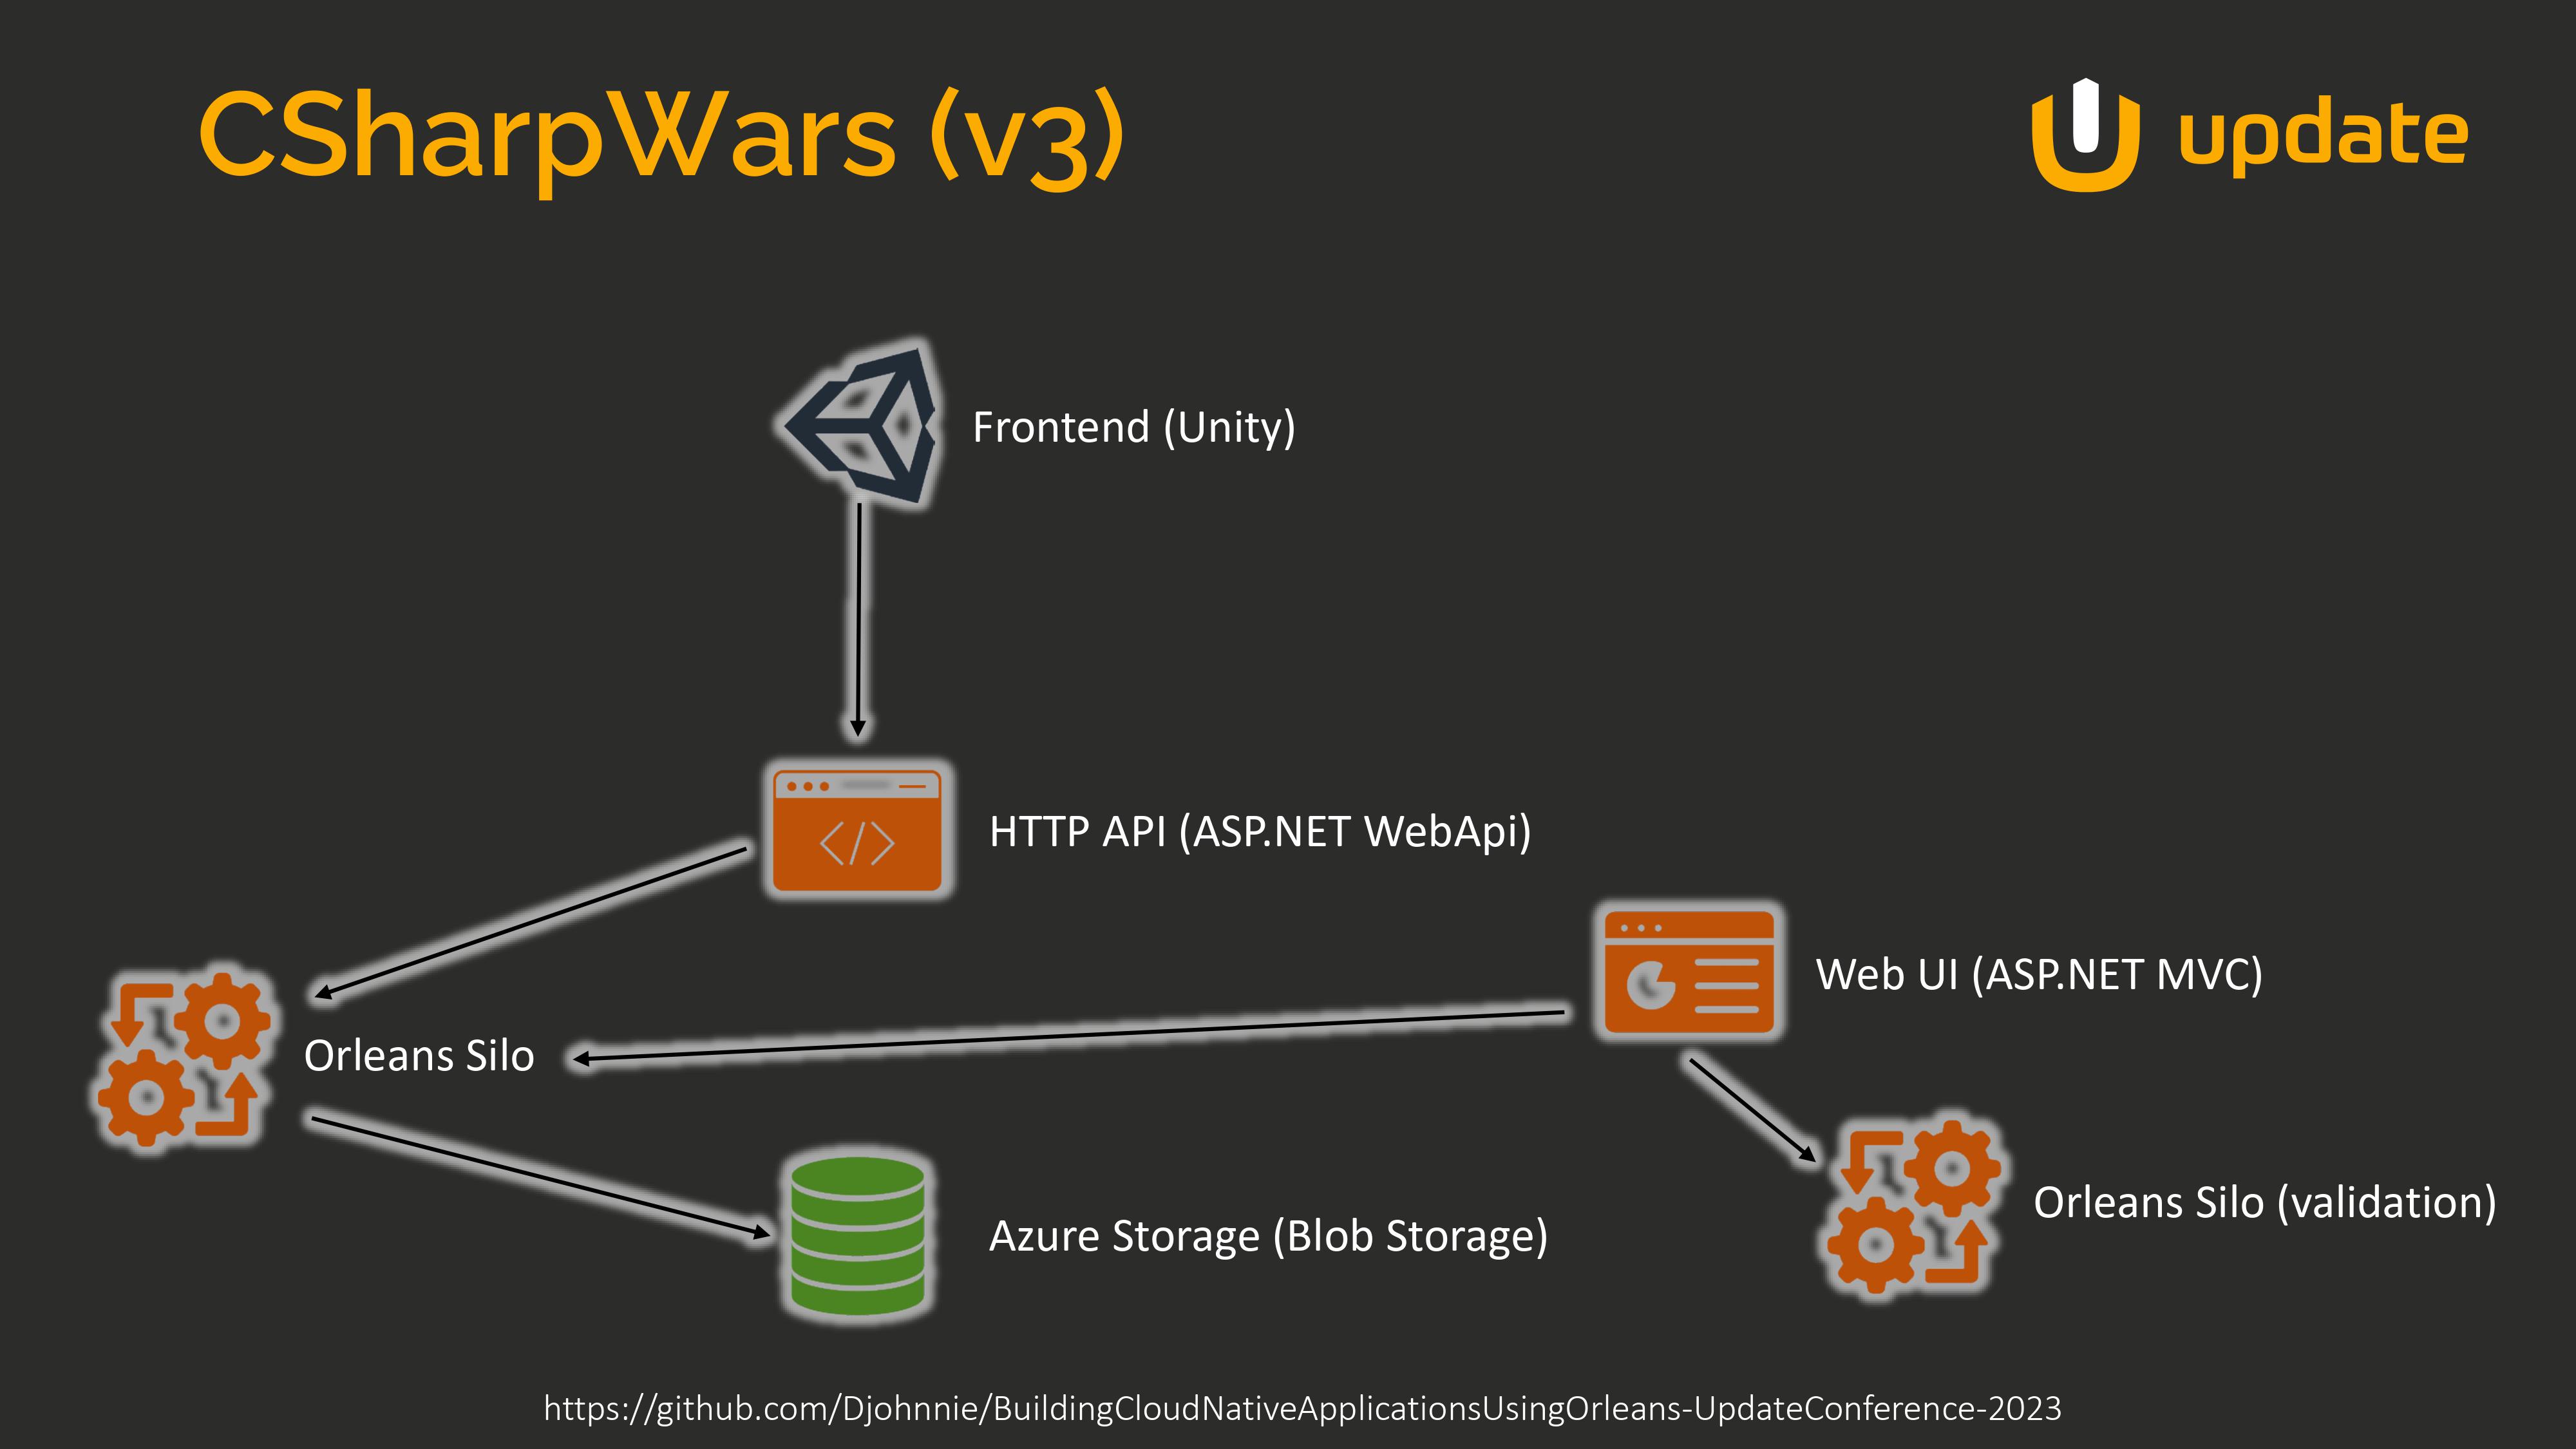 CSharpWars (v3)
update
Frontend (Unity)
HTTP API (ASP.NET WebApi)
Web UI (ASP.NET MVC)
Orleans Silo
Orleans Silo (validation)
Azure Storage (Blob Storage)
https://github.com/Djohnnie/BuildingCloudNativeApplicationsUsingOrleans-UpdateConference-2023